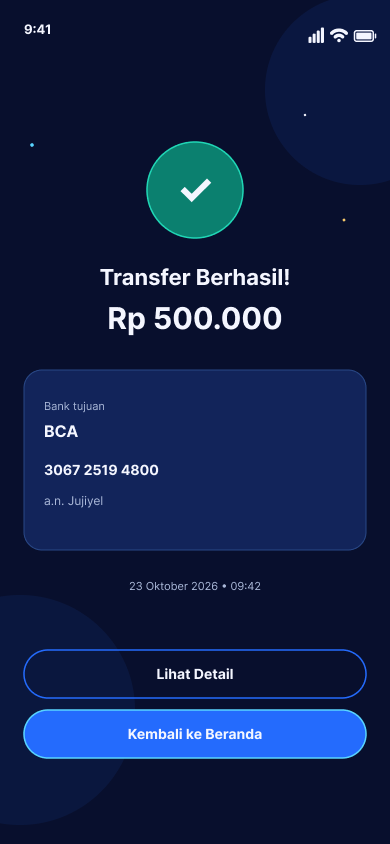 9:41
Transfer Berhasil!
Rp 500.000
Bank tujuan
BCA
3067 2519 4800
a.n. Jujiyel
23 Oktober 2026 • 09:42
Lihat Detail
Kembali ke Beranda